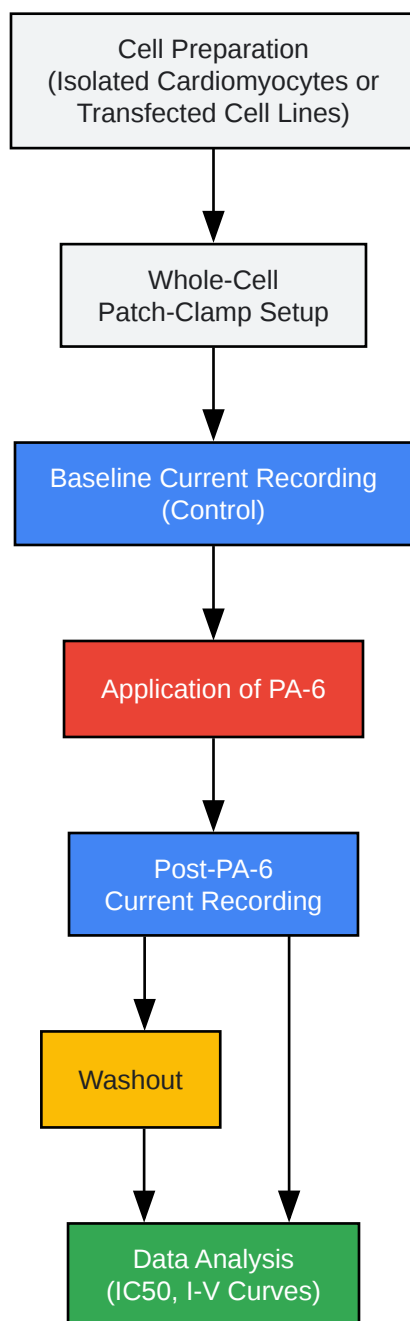 Cell Preparation
(Isolated Cardiomyocytes or
Transfected Cell Lines)
Whole-Cell
Patch-Clamp Setup
Baseline Current Recording
(Control)
Application of PA-6
Post-PA-6
Current Recording
Washout
Data Analysis
(IC50, I-V Curves)